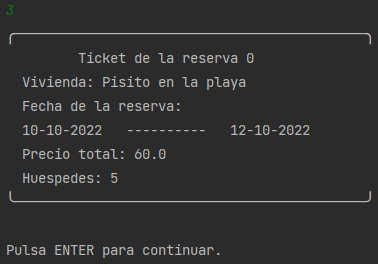 3
Ticket de la reserva 0
Vivienda: Pisito en la playa
Fecha de la reserva:
10-10-2022 ---------- 12-10-2022
Precio total: 60.0
Huespedes: 5
Pulsa ENTER para continuar.